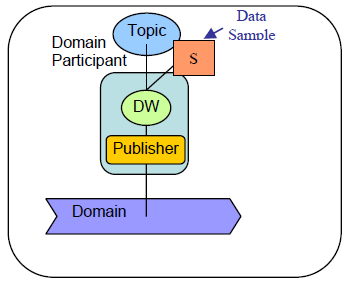 Topic
Data
Sample
Domain
Participant
S
DW
Publisher
Domain